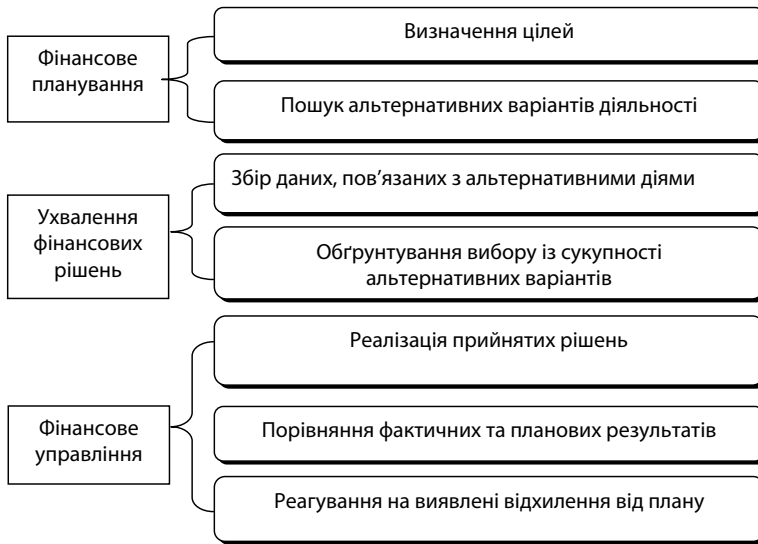 Фінансове
планування
Визначення цілей
Пошук альтернативних варіантів діяльності
Ухвалення
фінансових
рішень
Збір даних, пов’язаних з альтернативними діями
Обґрунтування вибору із сукупності
альтернативних варіантів
Фінансове
управління
Реалізація прийнятих рішень
Порівняння фактичних та планових результатів
Реагування на виявлені відхилення від плану